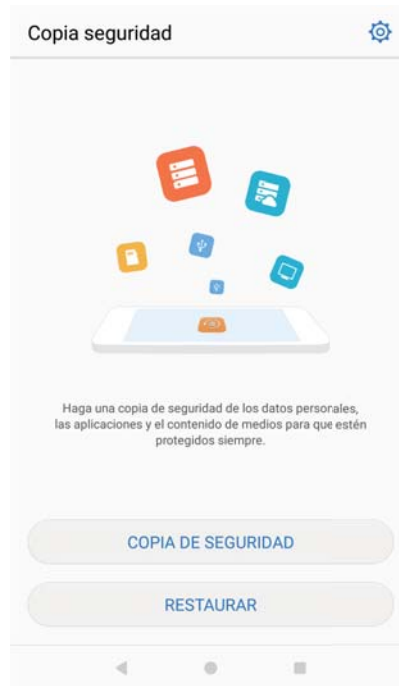 Copia seguridad
Haga una copia de seguridad de los datos personales,
las aplicaciones y el contenido de medios para que estén
protegidos siempre.
COPIA DE SEGURIDAD
RESTAURAR